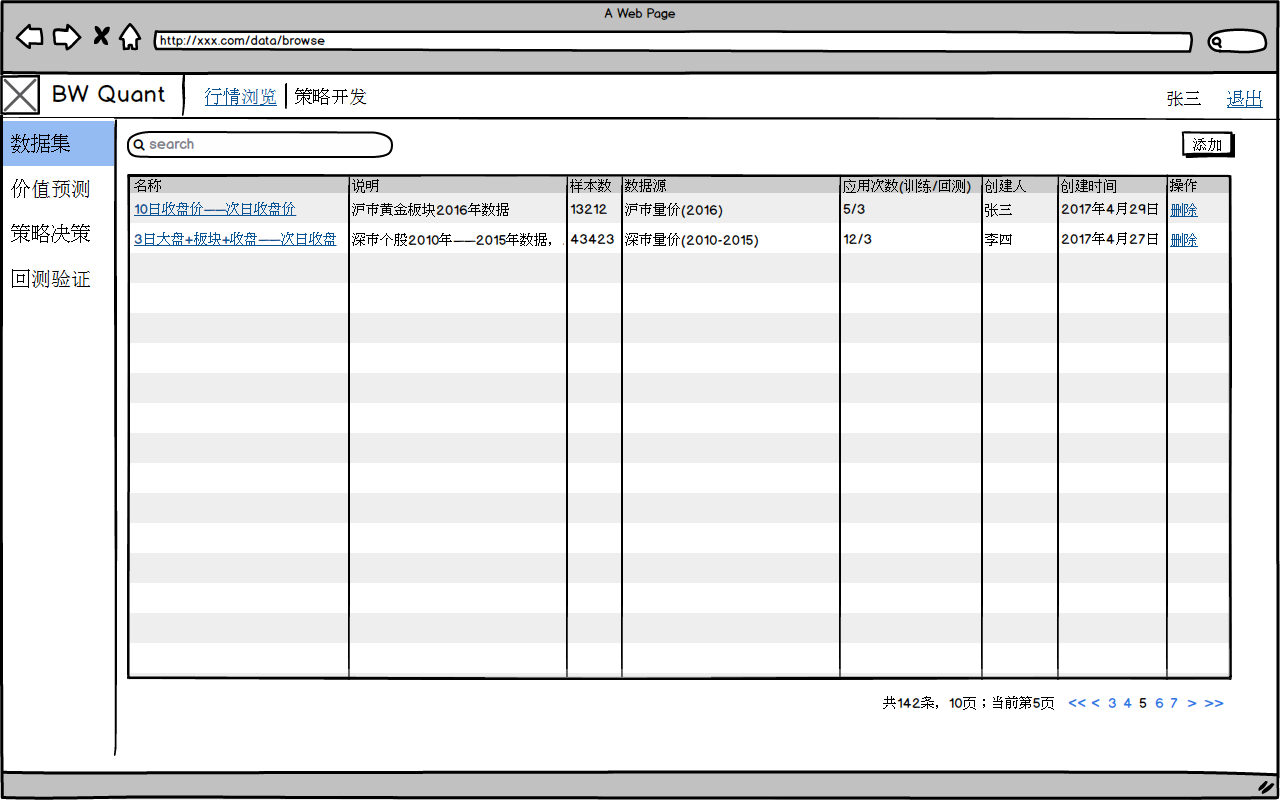 A Web Page
http://xxx.com/data/browse
BW Quant 行情浏览 策略开发 张三 退出
数据集
价值预测
策略决策
回测验证
search 添加
名称 说明 样本数 数据源 应用次数(训练/回测) 创建人 创建时间 操作
10日收盘价——次日收盘价 沪市黄金板块2016年数据 13212 沪市量价(2016) 5/3 张三 2017年4月29日 删除
3日大盘+板块+收盘——次日收盘 深市个股2010年——2015年数据, 43423 深市量价(2010-2015) 12/3 李四 2017年4月27日 删除
共142条, 10页;当前第5页 << < 3 4 5 6 7 > >>